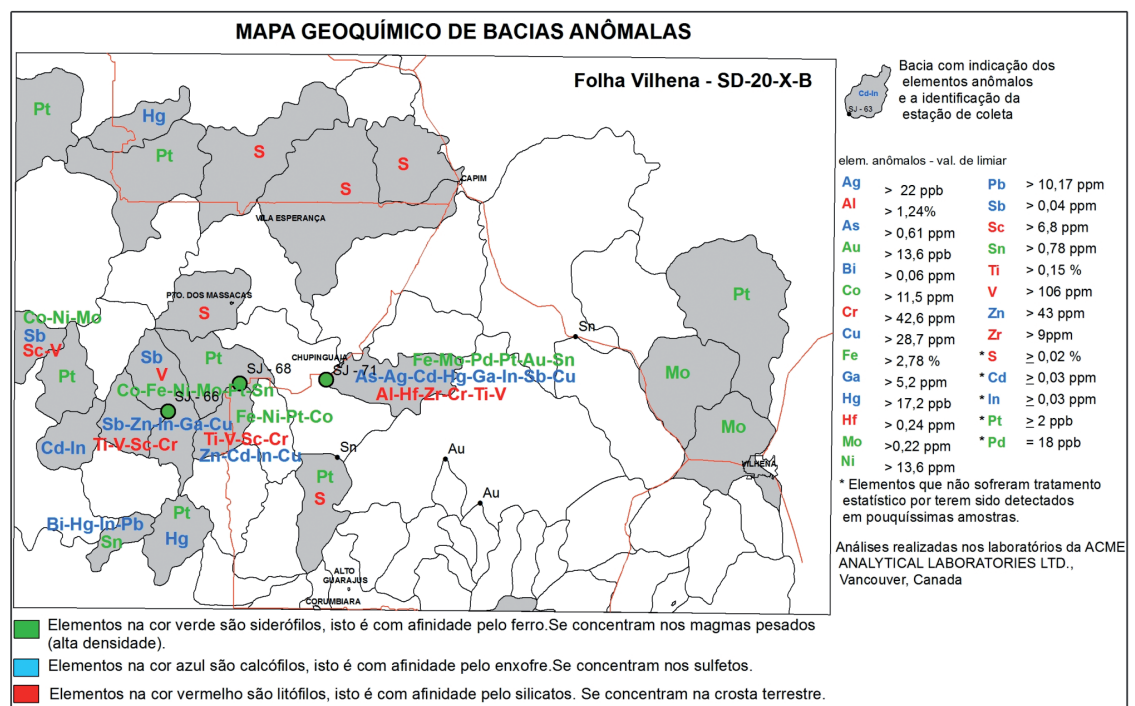 MAPA GEOQUÍMICO DE BACIAS ANÔMALAS
Folha Vilhena - SD-20-X-B
Pt
Hg
Pt
S
S
S
CAPIM
VILA ESPERANÇA
PTO. DOS MASSACAS
S
Co-Ni-Mo
Sb
Sc-V
Pt
Sb
V
Pt
CHUPINGUAIA
SJ - 68
SJ - 71
Co-Fe-Ni-Mo-Pt-Sn
SJ - 66
Sb-Zn-In-Ga-Cu
Ti-V-Sc-Cr
Fe-Ni-Pt-Co
Ti-V-Sc-Cr
Zn-Cd-In-Cu
Fe-Mg-Pd-Pt-Au-Sn
As-Ag-Cd-Hg-Ga-In-Sb-Cu
Al-Hf-Zr-Cr-Ti-V
Sn
Pt
Mo
Mo
VILHENA
Cd-In
Sn
Pt
S
Au
Au
Bi-Hg-In-Pb
Sn
Pt
Hg
ALTO
GUARAJUS
CORUMBIARA
Cd-In
SJ - 63
Bacia com indicação dos
elementos anômalos
e a identificação da
estação de coleta
elem. anômalos - val. de limiar
Ag > 22 ppb
Al > 1,24%
As > 0,61 ppm
Au > 13,6 ppb
Bi > 0,06 ppm
Co > 11,5 ppm
Cr > 42,6 ppm
Cu > 28,7 ppm
Fe > 2,78 %
Ga > 5,2 ppm
Hg > 17,2 ppb
Hf > 0,24 ppm
Mo >0,22 ppm
Ni > 13,6 ppm
Pb > 10,17 ppm
Sb > 0,04 ppm
Sc > 6,8 ppm
Sn > 0,78 ppm
Ti > 0,15 %
V > 106 ppm
Zn > 43 ppm
Zr > 9ppm
* S ≥ 0,02 %
* Cd ≥ 0,03 ppm
* In ≥ 0,03 ppm
* Pt ≥ 2 ppb
* Pd = 18 ppb
* Elementos que não sofreram tratamento
estatístico por terem sido detectados
em pouquíssimas amostras.
Análises realizadas nos laboratórios da ACME
ANALYTICAL LABORATORIES LTD.,
Vancouver, Canada
Elementos na cor verde são siderófilos, isto é com afinidade pelo ferro.Se concentram nos magmas pesados
(alta densidade).
Elementos na cor azul são calcófilos, isto é com afinidade pelo enxofre.Se concentram nos sulfetos.
Elementos na cor vermelho são litófilos, isto é com afinidade pelo silicatos. Se concentram na crosta terrestre.